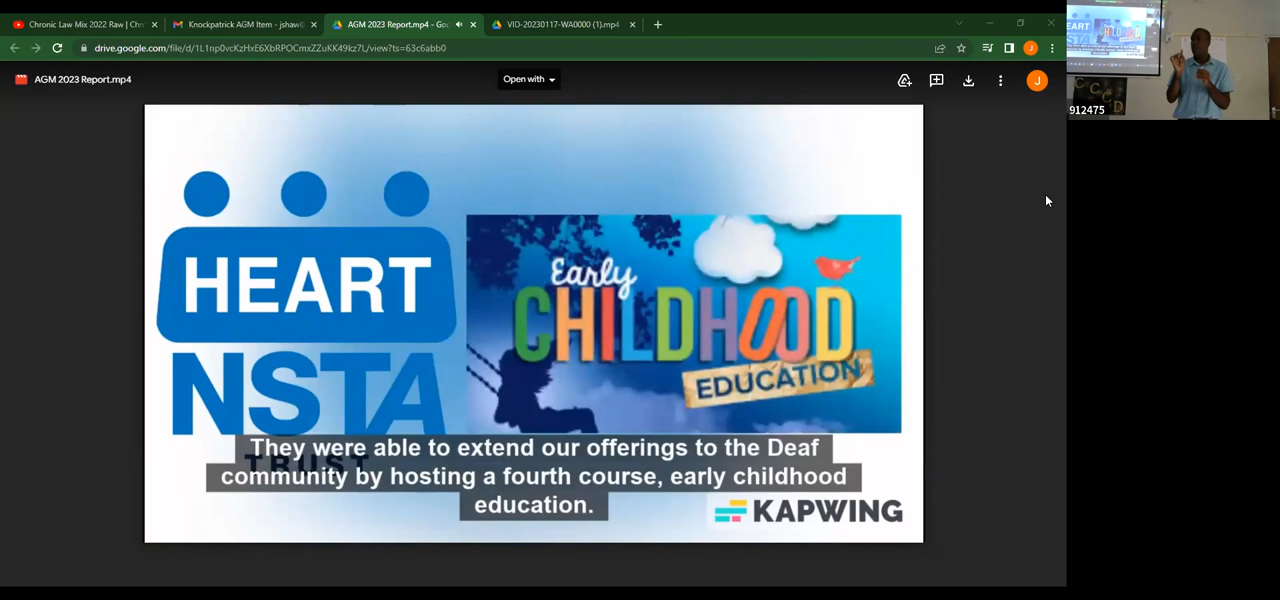 Chronic Law Mix 2022 Raw | Chr
Knockpatrick AGM Item - jshaw@
AGM 2023 Report.mp4 - Goo
VID-20230117-WA0000 (1).mp4
drive.google.com/file/d/1L1np0vcKzHxE6XbRPOCmxZZuKK49kz7L/view?ts=63c6abb0
J
AGM 2023 Report.mp4
Open with
J
912475
HEART
NSTA
TRUST
Early
CHILDHOOD
EDUCATION
They were able to extend our offerings to the Deaf
community by hosting a fourth course, early childhood
education.
KAPWING